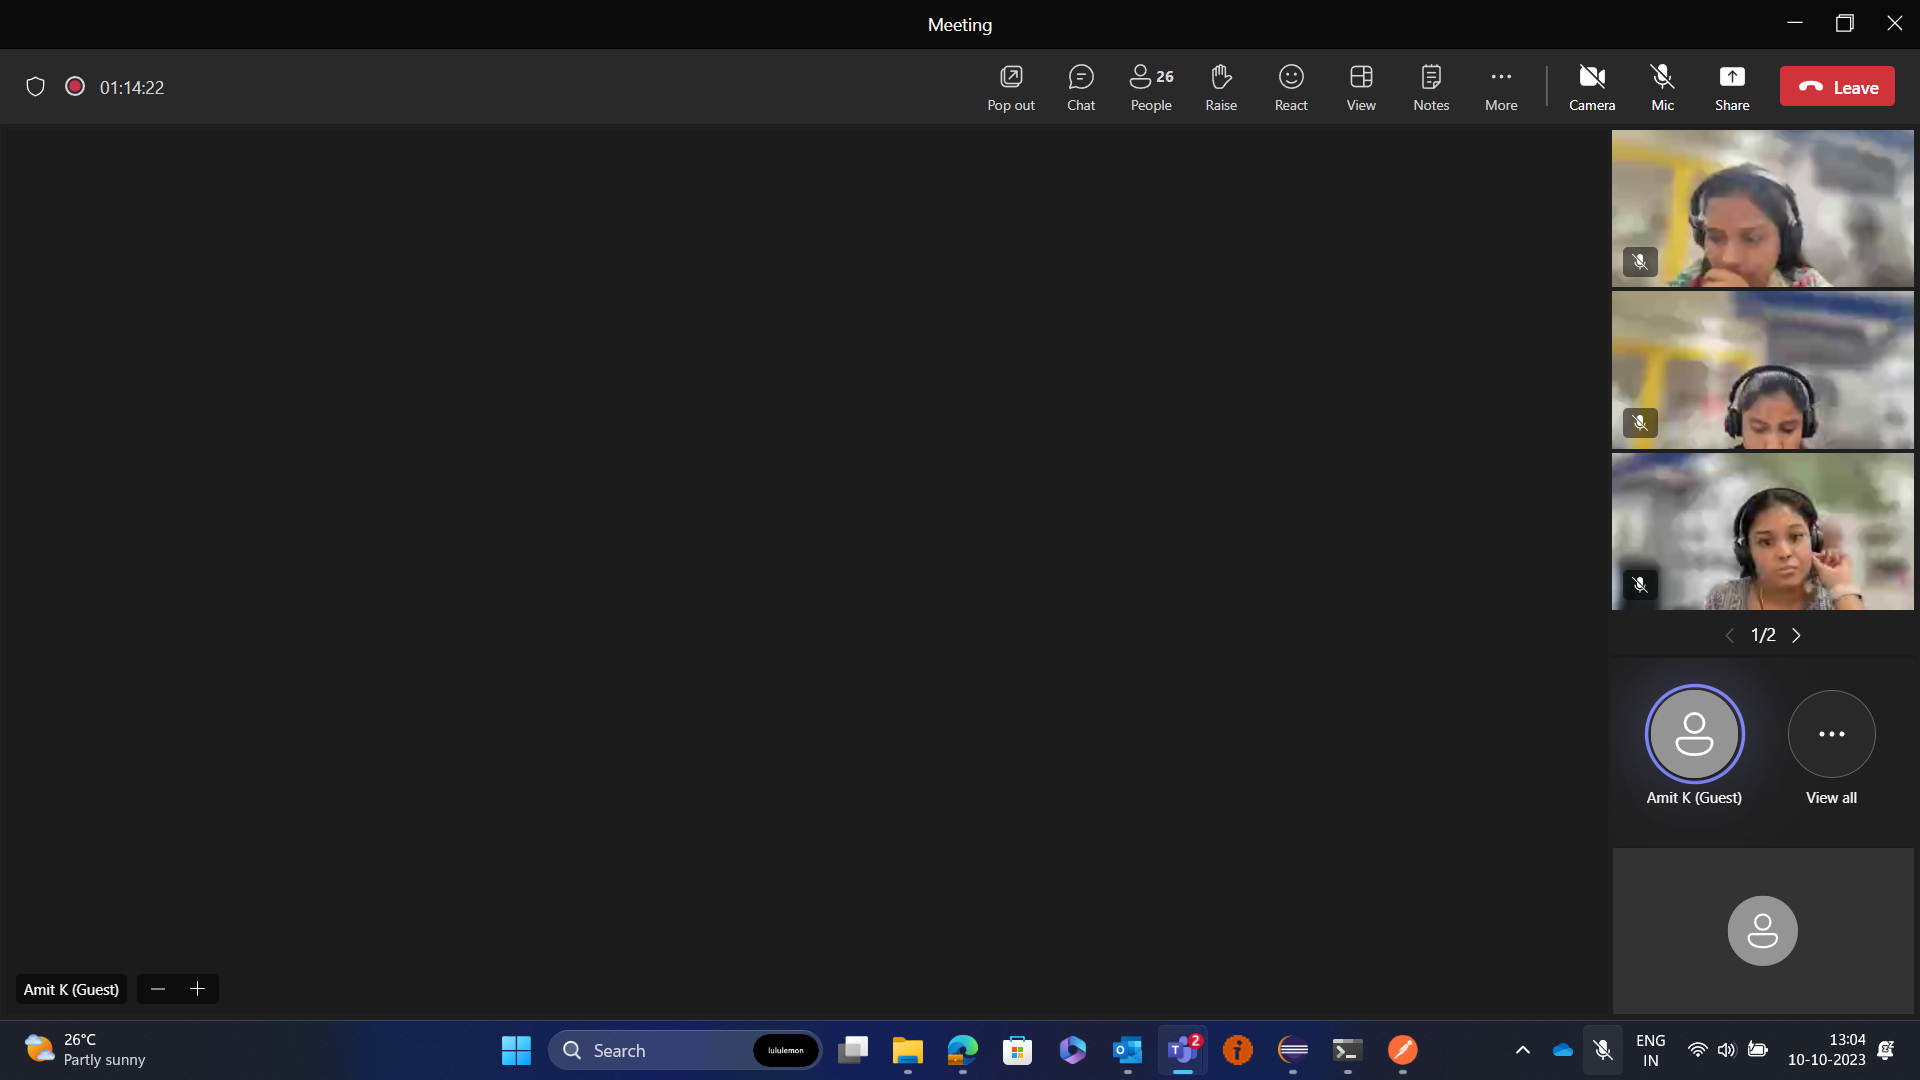 Meeting
01:14:22
Pop out
Chat
26
People
Raise
React
View
Notes
More
Camera
Mic
Share
Leave
1/2
Amit K (Guest)
View all
Amit K (Guest)
26°C
Partly sunny
Search
lululemon
2
ENG
IN
13:04
10-10-2023